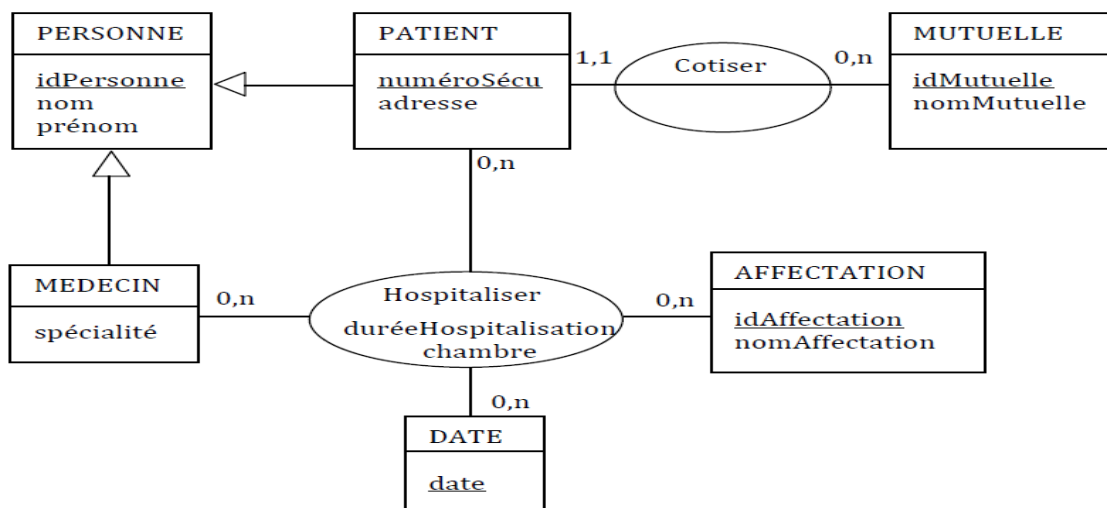 PERSONNE
idPersonne
nom
prénom
PATIENT
numéroSécu
adresse
1,1
Cotiser
0,n
MUTUELLE
idMutuelle
nomMutuelle
0,n
MEDECIN
spécialité
0,n
Hospitaliser
duréeHospitalisation
chambre
0,n
AFFECTATION
idAffectation
nomAffectation
0,n
DATE
date